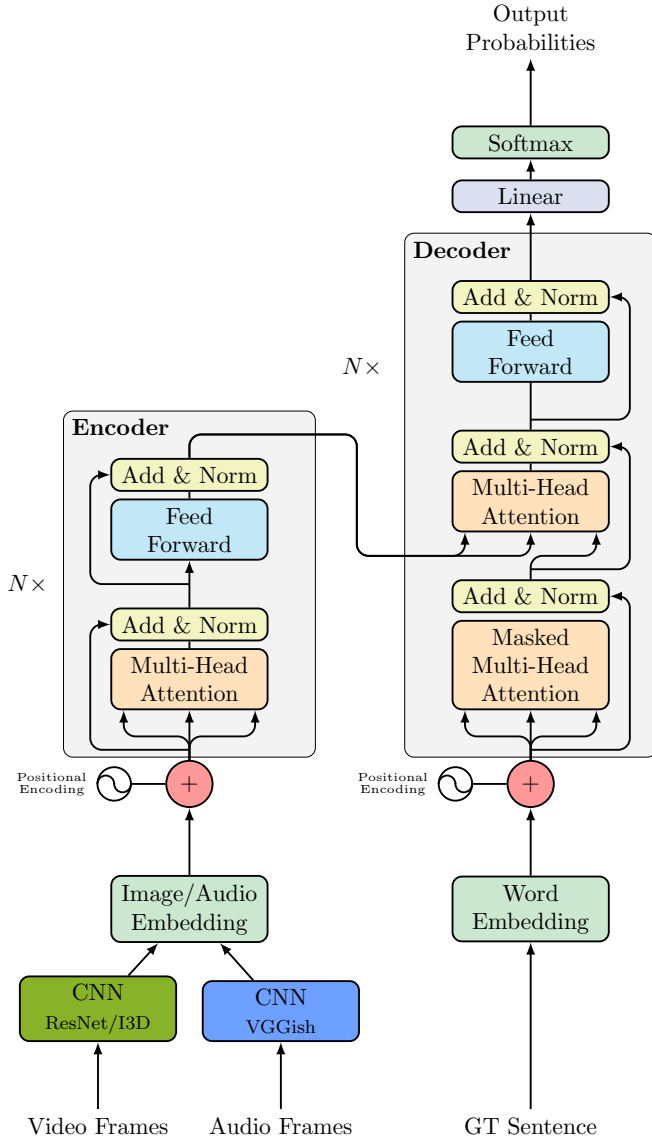 Output
Probabilities
Softmax
Linear
Decoder
Add & Norm
Feed
Forward
N×
Add & Norm
Multi-Head
Attention
Add & Norm
Masked
Multi-Head
Attention
Encoder
Add & Norm
Feed
Forward
N×
Add & Norm
Multi-Head
Attention
Positional
Encoding
+
Positional
Encoding
+
Image/Audio
Embedding
Word
Embedding
CNN
ResNet/I3D
CNN
VGGish
Video Frames
Audio Frames
GT Sentence